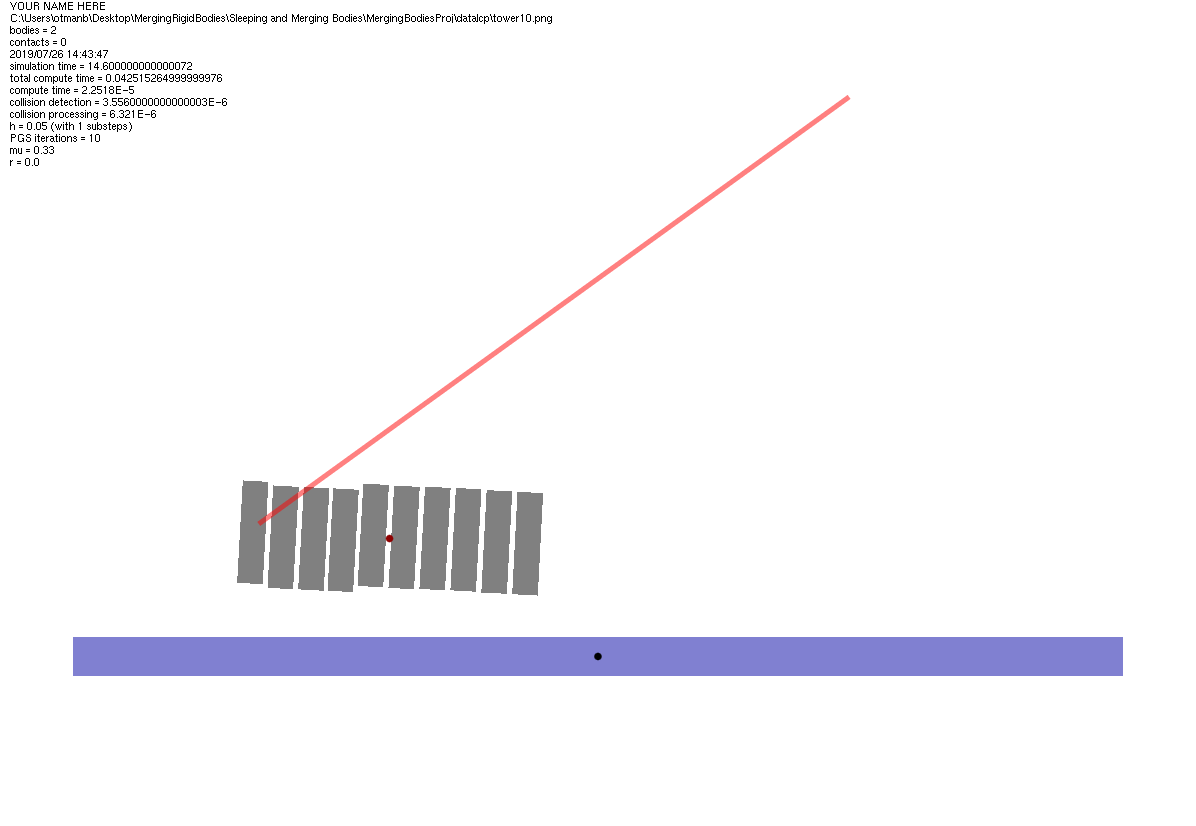 YOUR NAME HERE
C:\Users\otmanb\Desktop\MergingRigidBodies\Sleeping and Merging Bodies\MergingBodiesProj\datalcp\tower10.png
bodies = 2
contacts = 0
2019/07/26 14:43:47
simulation time = 14.600000000000072
total compute time = 0.042515264999999976
compute time = 2.2518E-5
collision detection = 3.5560000000000003E-6
collision processing = 6.321E-6
h = 0.05 (with 1 substeps)
PGS iterations = 10
mu = 0.33
r = 0.0